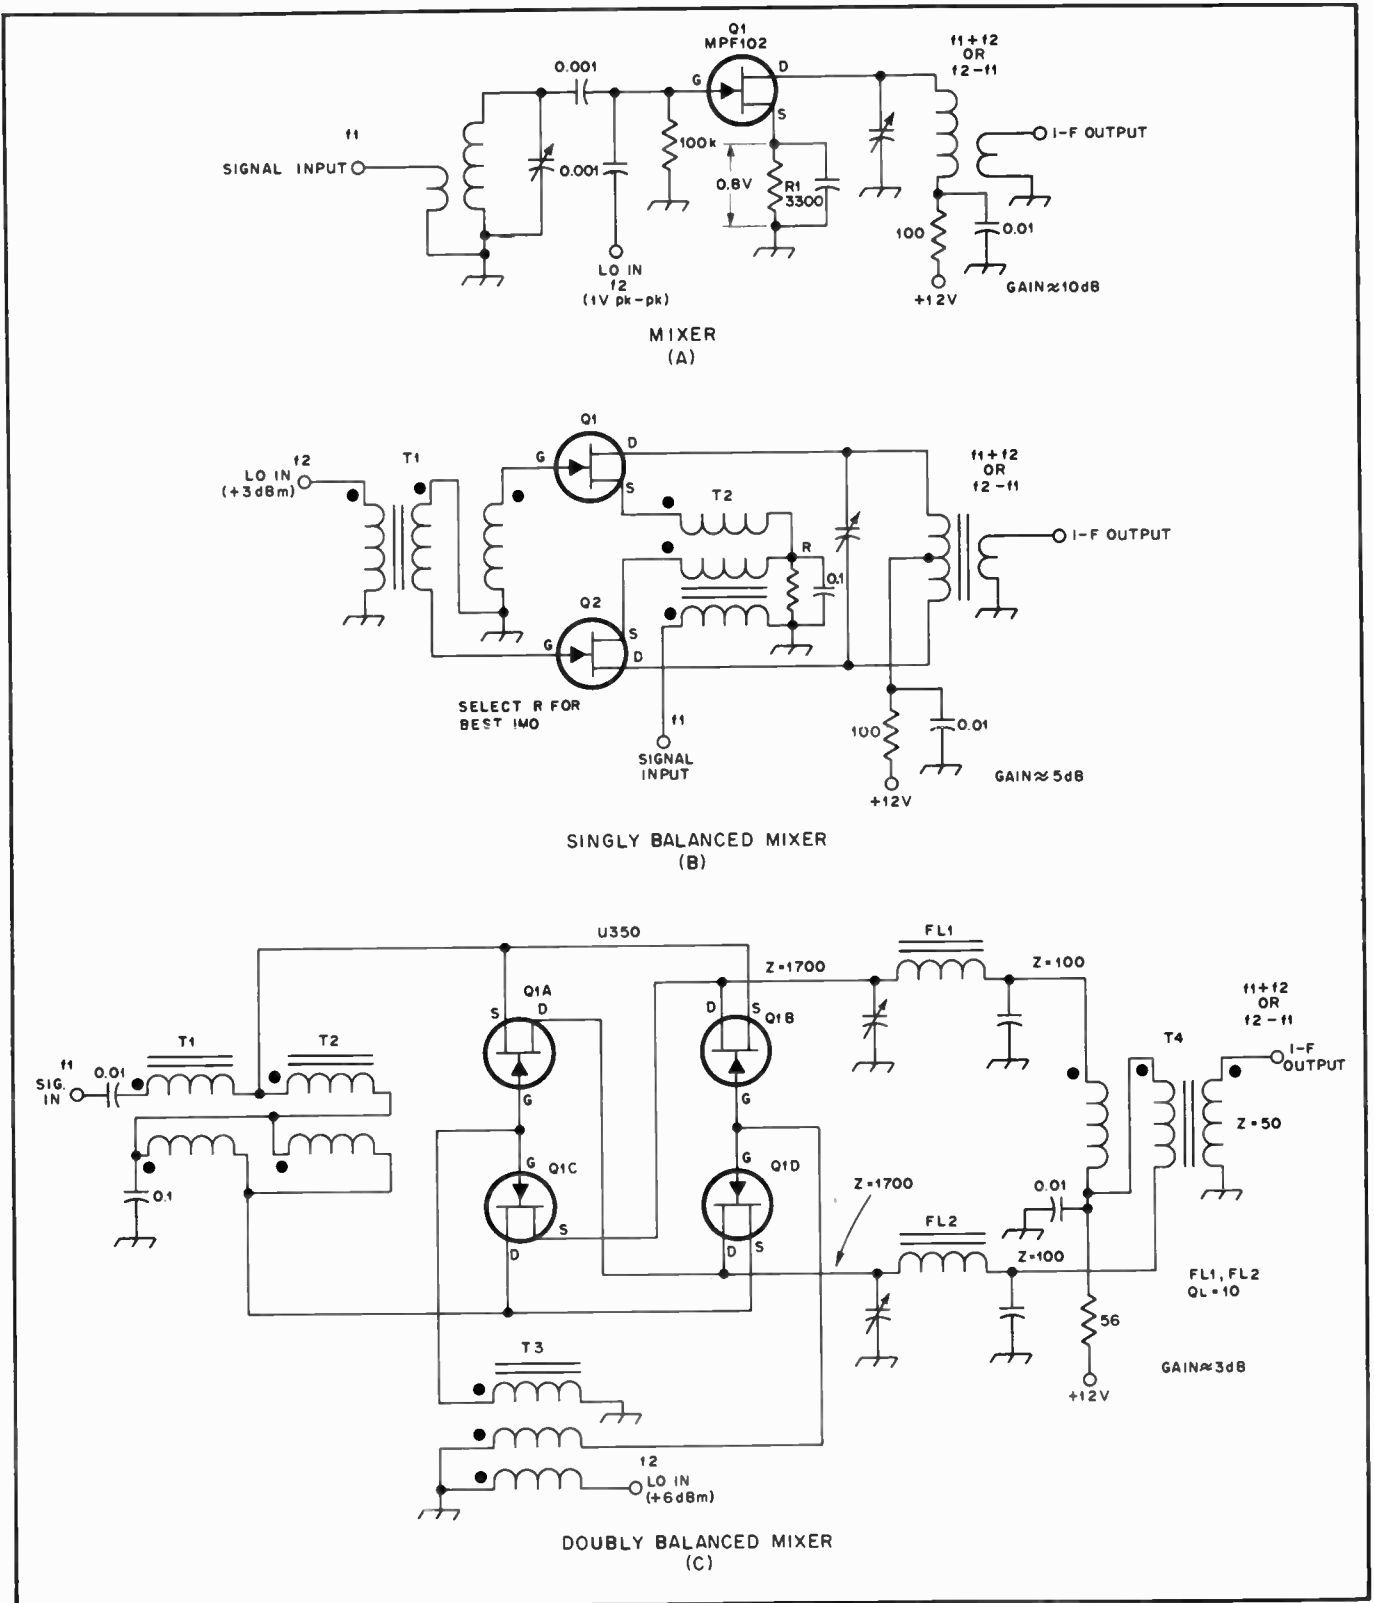 Q1
MPF102
f1+f2
OR
f2-f1
0.001
G
D
S
f1
SIGNAL INPUT
0.001
100k
0.8V
R1
3300
I-F OUTPUT
100
0.01
LO IN
f2
(1V pk-pk)
+12V
GAIN≈10dB
MIXER
(A)
Q1
D
f2
LO IN
(+3dBm)
T1
G
S
T2
f1+f2
OR
f2-f1
I-F OUTPUT
R
0.1
Q2
S
G
D
SELECT R FOR
BEST IMD
f1
SIGNAL
INPUT
100
0.01
+12V
GAIN≈5dB
SINGLY BALANCED MIXER
(B)
U350
FL1
Z=1700
Z=100
Q1A
S
D
D
S
Q1B
f1+f2
OR
f2-f1
T1
T2
T4
f1
SIG.
IN
0.01
I-F
OUTPUT
G
G
Z=50
G
Q1C
G
Q1D
0.1
S
D
D
S
Z=1700
0.01
FL2
Z=100
FL1, FL2
QL=10
56
T3
GAIN≈3dB
+12V
f2
LO IN
(+6dBm)
DOUBLY BALANCED MIXER
(C)